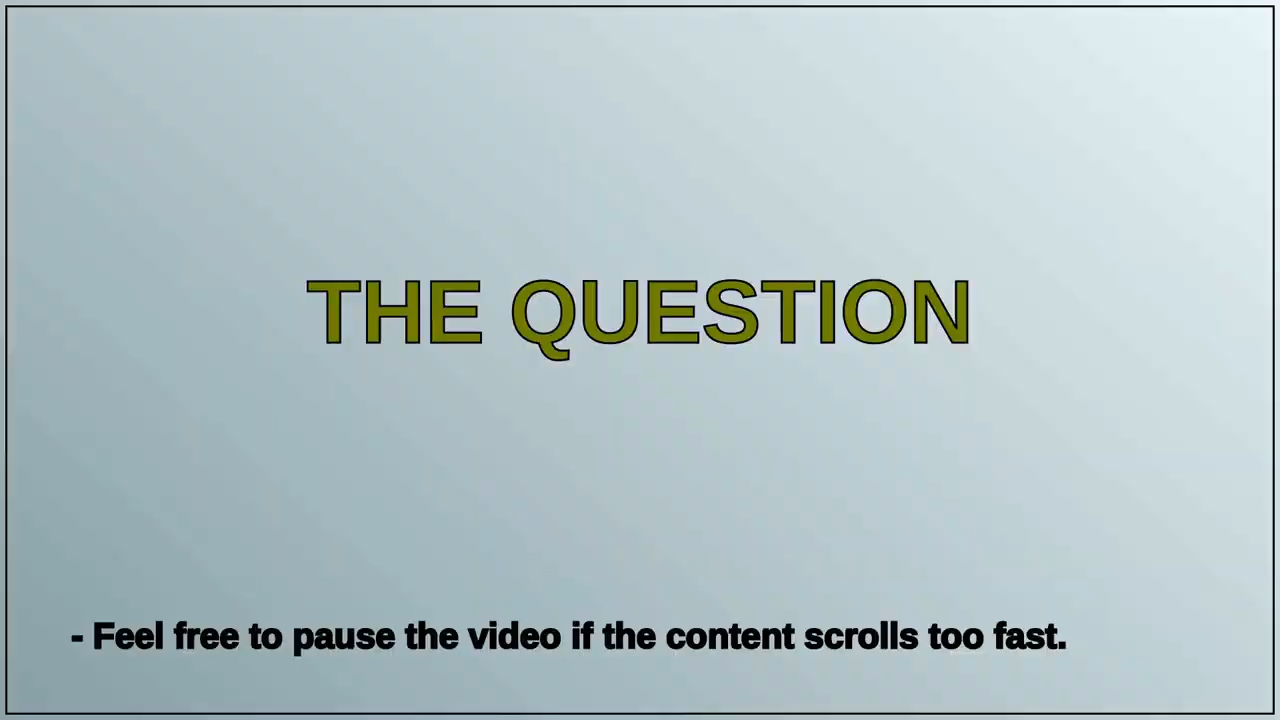 THE QUESTION
- Feel free to pause the video if the content scrolls too fast.